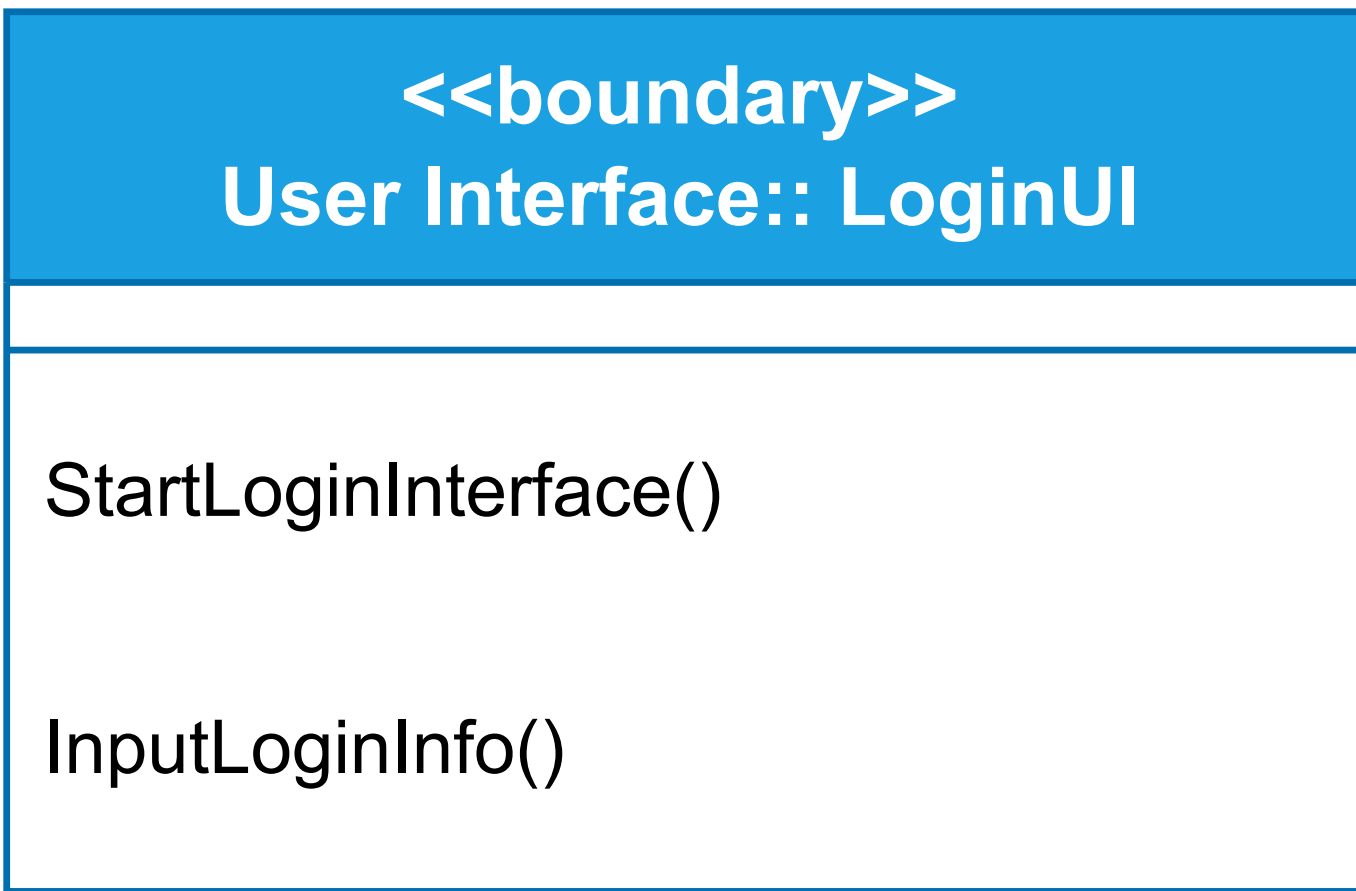 <<boundary>>
User Interface:: LoginUI
StartLoginInterface()
InputLoginInfo()